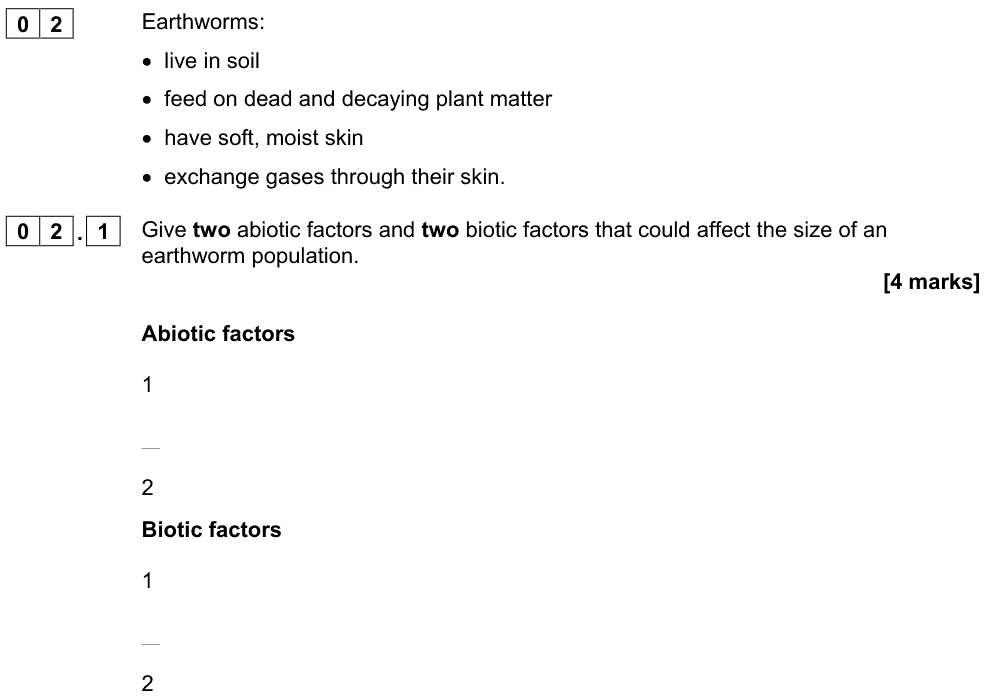 0 2 Earthworms:
• live in soil
• feed on dead and decaying plant matter
• have soft, moist skin
• exchange gases through their skin.
0 2 . 1 Give two abiotic factors and two biotic factors that could affect the size of an
earthworm population.
[4 marks]
Abiotic factors
1
2
Biotic factors
1
2